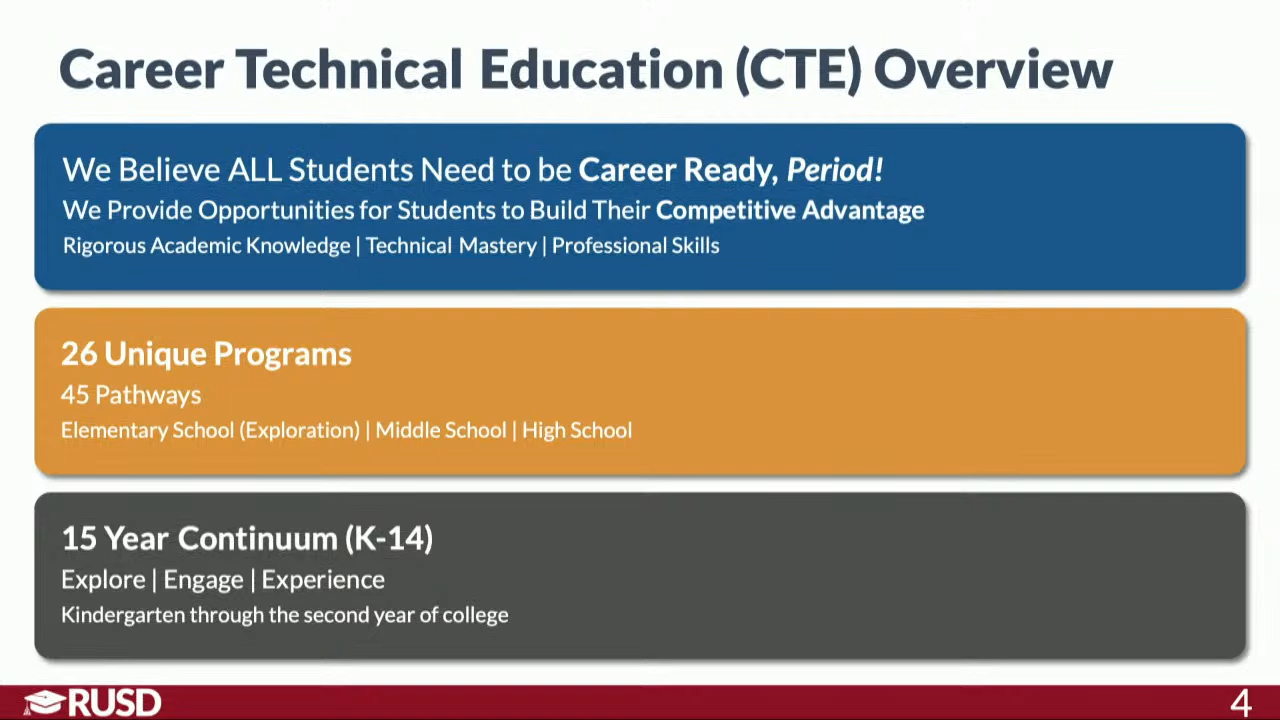 Career Technical Education (CTE) Overview
We Believe ALL Students Need to be Career Ready, Period!
We Provide Opportunities for Students to Build Their Competitive Advantage
Rigorous Academic Knowledge | Technical Mastery | Professional Skills
26 Unique Programs
45 Pathways
Elementary School (Exploration) | Middle School | High School
15 Year Continuum (K-14)
Explore | Engage | Experience
Kindergarten through the second year of college
RUSD
4